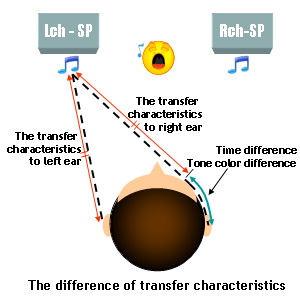 Lch - SP
Rch-SP
The transfer
characteristics
to right ear
The transfer
characteristics
to left ear
Time difference
Tone color difference
The difference of transfer characteristics